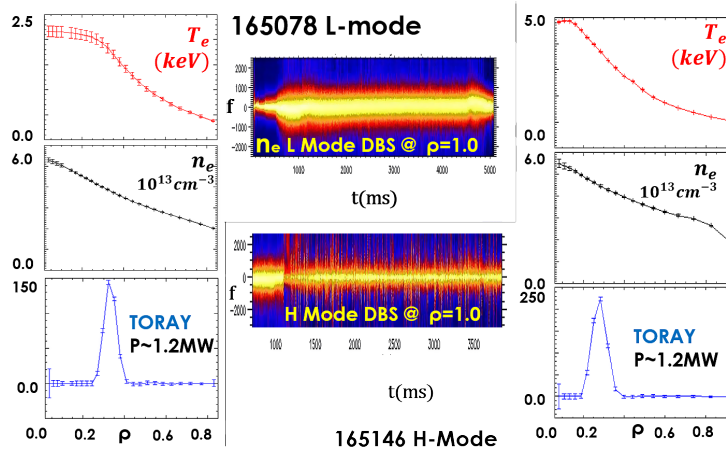 165078 L-mode
2.5
T_e
(keV)
0.0
6.0
n_e
10^13 cm^-3
0.0
150
TORAY
P~1.2MW
0.0
0.0 0.2 0.4 ρ 0.6 0.8
f
2000
1000
0
-1000
-2000
n_e L Mode DBS @ ρ=1.0
1000 2000 3000 4000 5000
t(ms)
f
2000
1000
0
-1000
-2000
H Mode DBS @ ρ=1.0
1000 1500 2000 2500 3000 3500
t(ms)
165146 H-Mode
5.0
T_e
(keV)
0.0
6.0
n_e
10^13 cm^-3
0.0
250
TORAY
P~1.2MW
0.00
0.0 0.2 0.4 ρ 0.6 0.8